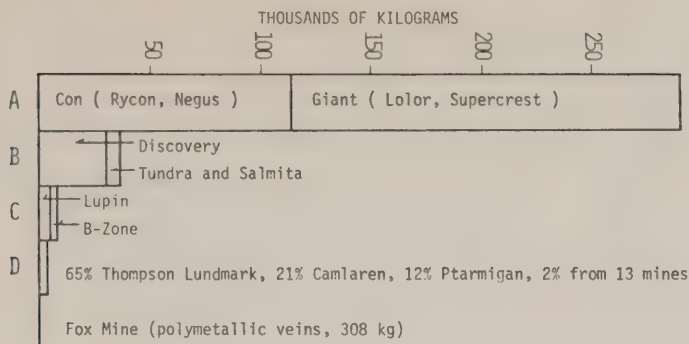 THOUSANDS OF KILOGRAMS
50 100 150 200 250
A Con ( Rycon, Negus ) Giant ( Lolor, Supercrest )
B Discovery
Tundra and Salmita
C Lupin
B-Zone
D 65% Thompson Lundmark, 21% Camlaren, 12% Ptarmigan, 2% from 13 mines
Fox Mine (polymetallic veins, 308 kg)